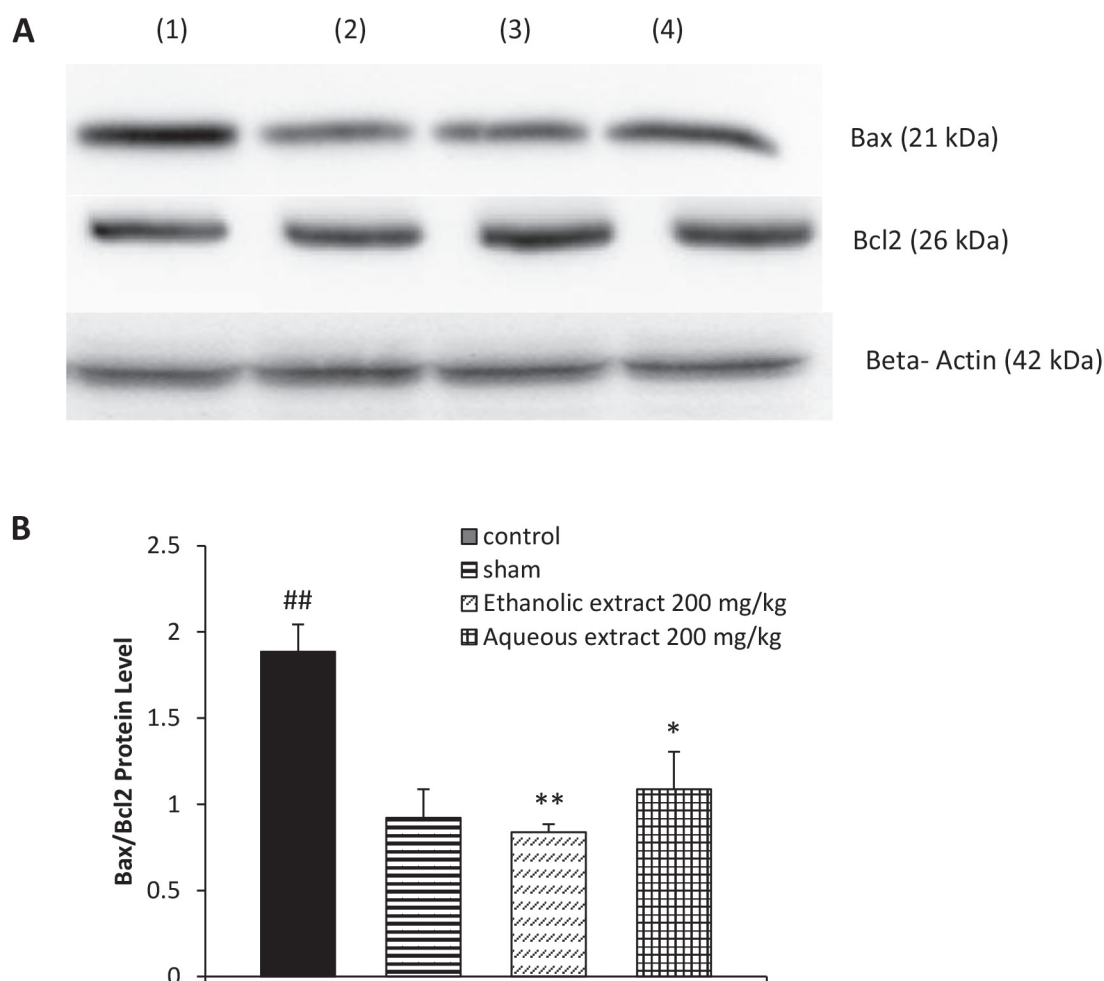 A
(1) (2) (3) (4)
Bax (21 kDa)
Bcl2 (26 kDa)
Beta- Actin (42 kDa)
B
control
sham
Ethanolic extract 200 mg/kg
Aqueous extract 200 mg/kg
Bax/Bcl2 Protein Level
2.5
2
1.5
1
0.5
0
##
**
*